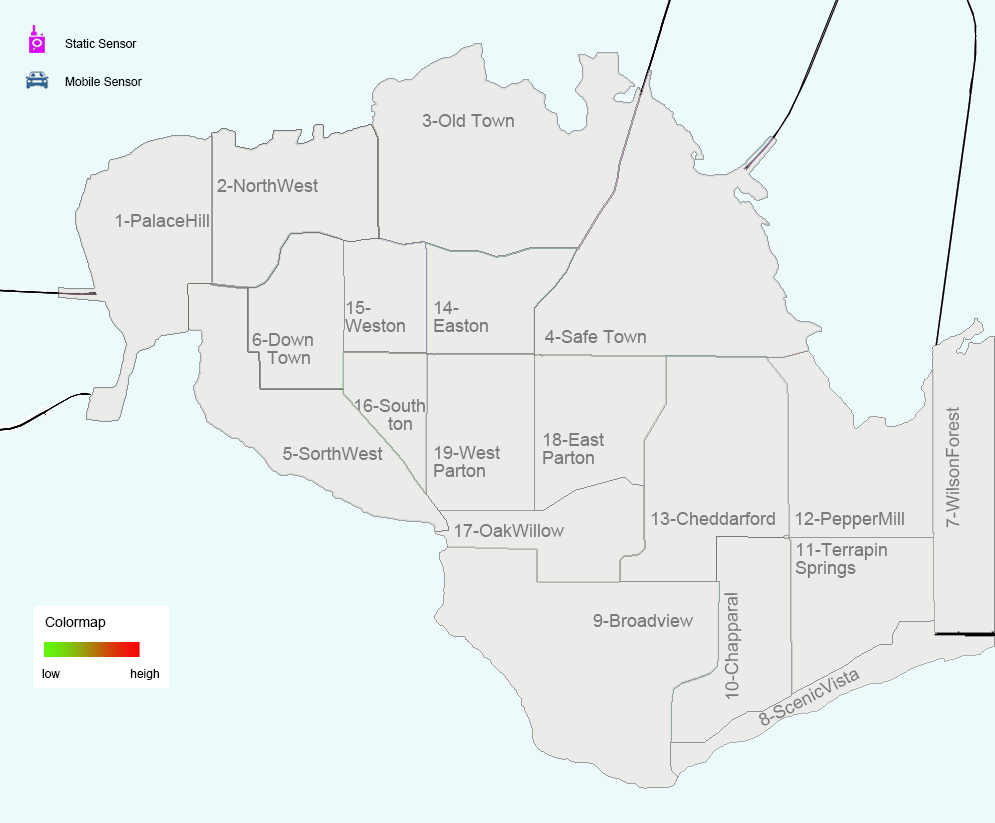 Static Sensor
Mobile Sensor
3-Old Town
2-NorthWest
1-PalaceHill
15-
Weston
14-
Easton
4-Safe Town
6-Down
Town
16-South
ton
5-SorthWest
19-West
Parton
18-East
Parton
7-WilsonForest
17-OakWillow
13-Cheddarford
12-PepperMill
11-Terrapin
Springs
9-Broadview
10-Chapparal
8-ScenicVista
Colormap
low
heigh